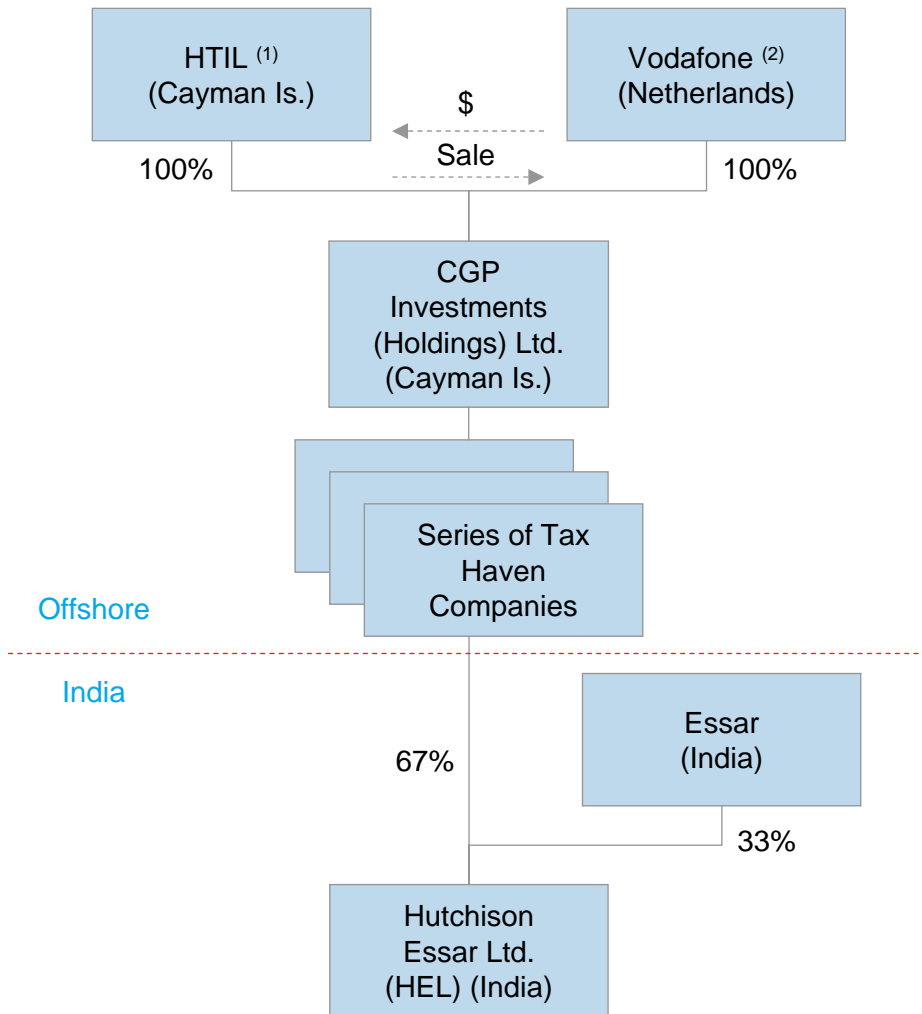 HTIL (1)
(Cayman Is.)
Vodafone (2)
(Netherlands)
$
Sale
100%
100%
CGP
Investments
(Holdings) Ltd.
(Cayman Is.)
Series of Tax
Haven
Companies
Offshore
India
Essar
(India)
67%
33%
Hutchison
Essar Ltd.
(HEL) (India)